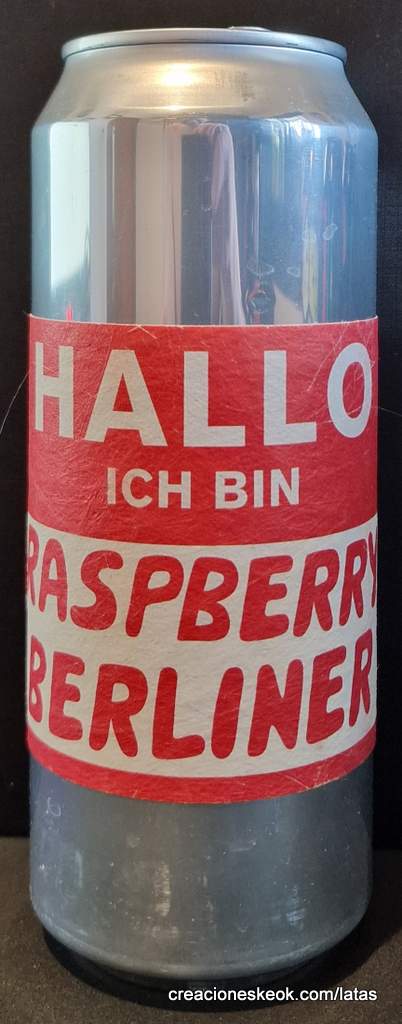 HALLO
ICH BIN
RASPBERRY
BERLINER
creacioneskeok.com/latas